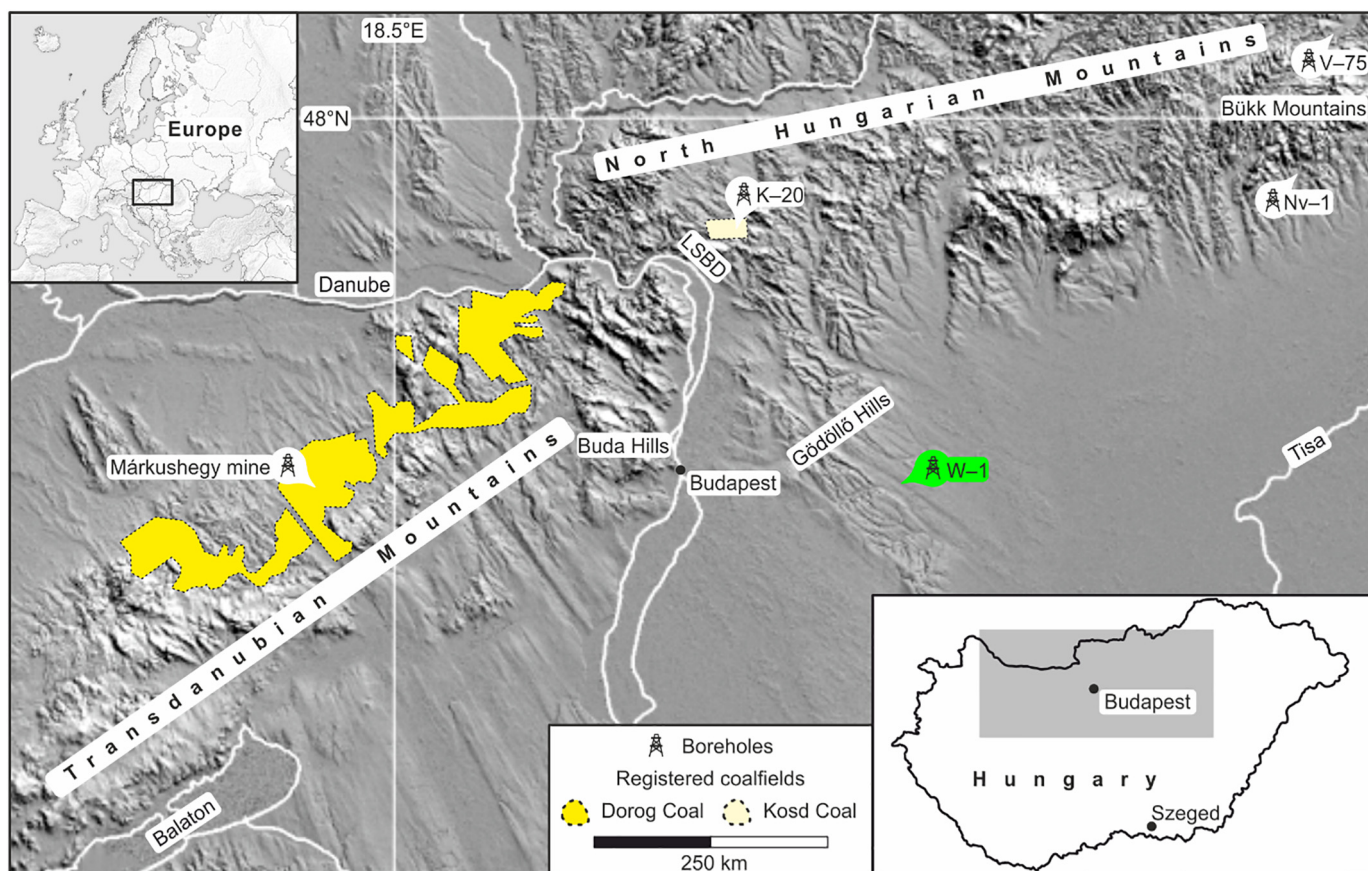 Europe
18.5°E
48°N
North Hungarian Mountains
V–75
Bükk Mountains
Nv–1
K–20
LSBD
Danube
Márkushegy mine
Buda Hills
Budapest
Gödöllő Hills
W–1
Tisa
Transdanubian Mountains
Balaton
Boreholes
Registered coalfields
Dorog Coal
Kosd Coal
250 km
Budapest
Hungary
Szeged